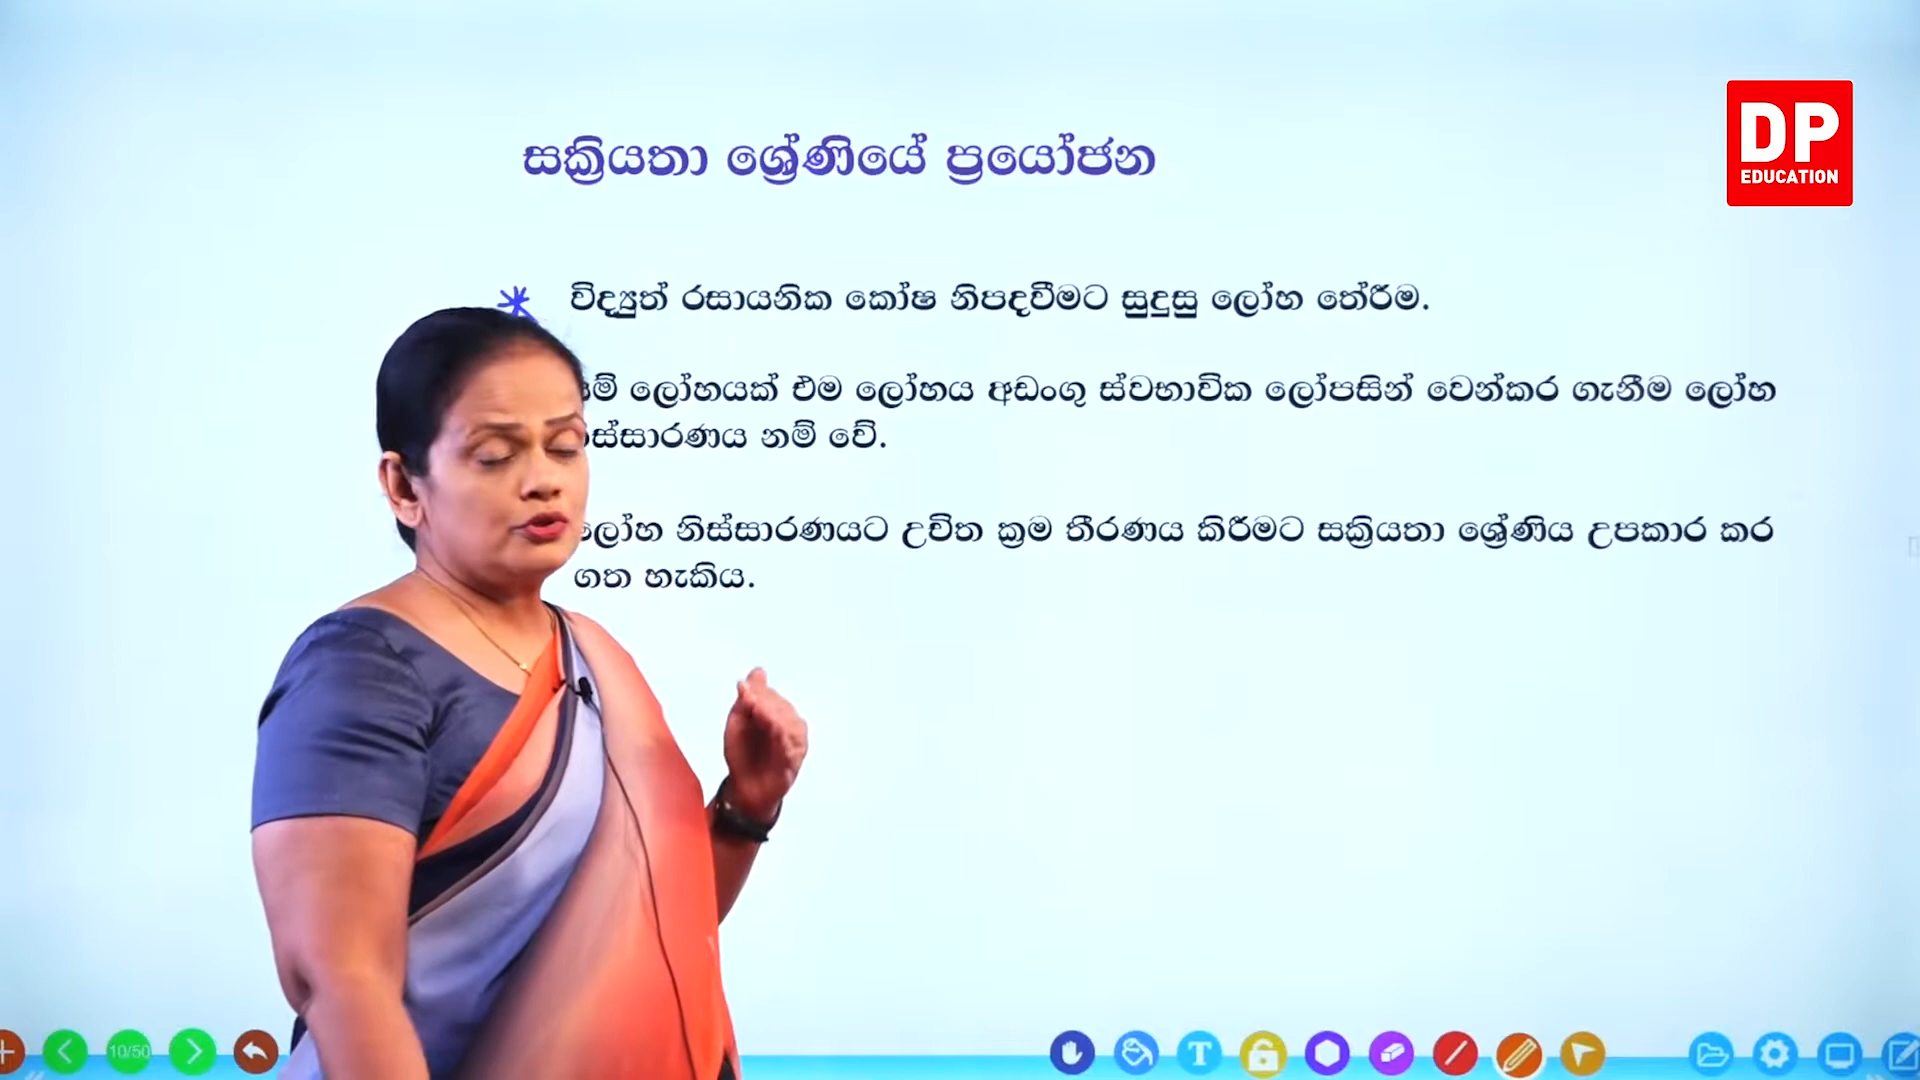 DP
EDUCATION
සක්‍රියතා ශ්‍රේණියේ ප්‍රයෝජන
විද්‍යුත් රසායනික කෝෂ නිපදවීමට සුදුසු ලෝහ තේරීම.
ලෝහයක් එම ලෝහය අඩංගු ස්වභාවික ලෝපසින් වෙන්කර ගැනීම ලෝහ
නම් වේ.
නිස්සාරණයට උචිත ක්‍රම තීරණය කිරීමට සක්‍රියතා ශ්‍රේණිය උපකාර කර
ගත හැකිය.
10/50